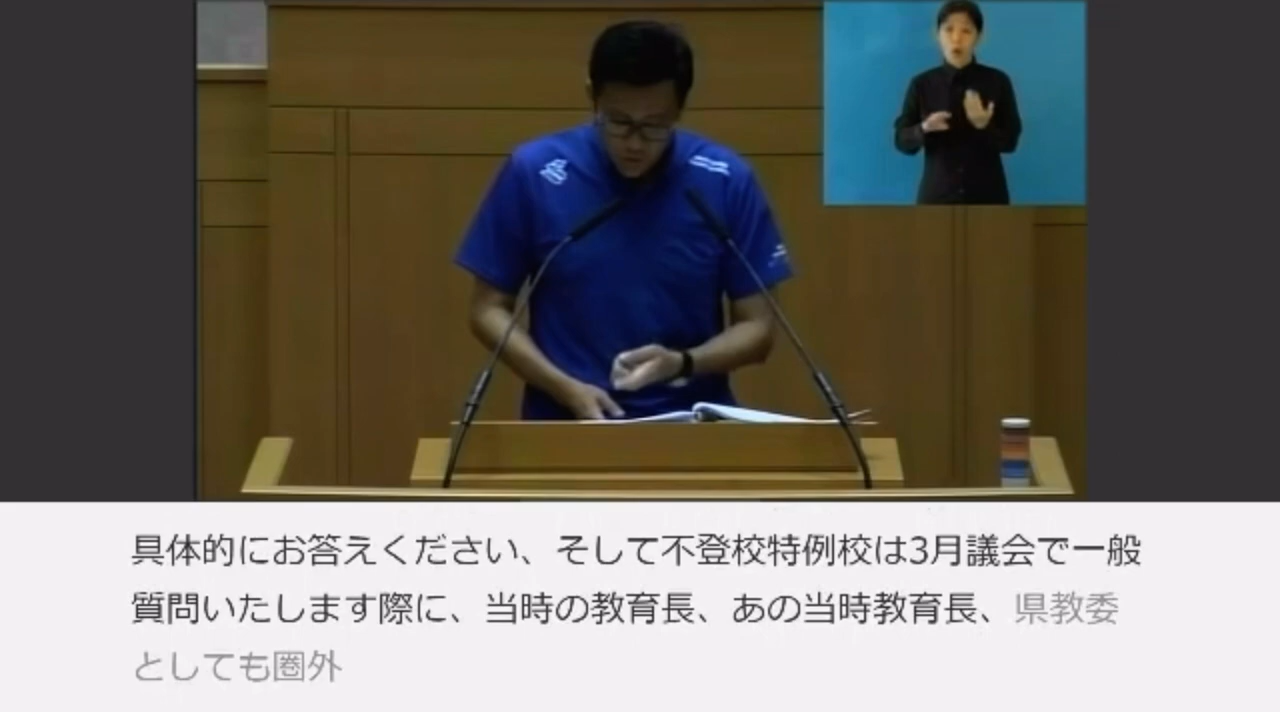 具体的にお答えください、そして不登校特例校は3月議会で一般
質問いたします際に、当時の教育長、あの当時教育長、県教委
としても圏外